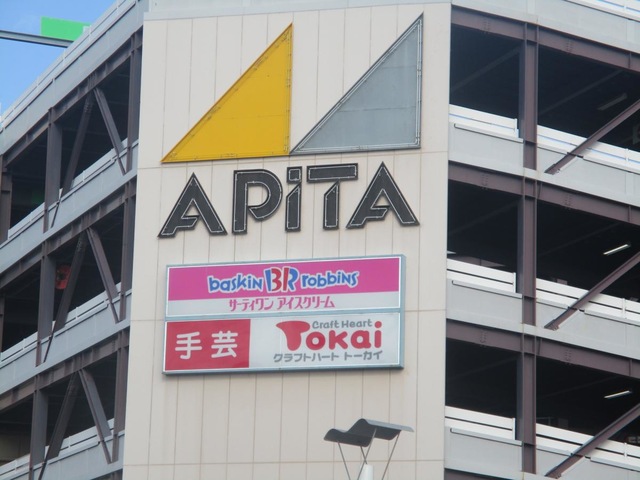 APiTA
baskin BR robbins
サーティワン アイスクリーム
手芸
Craft Heart
Tokai
クラフトハート トーカイ